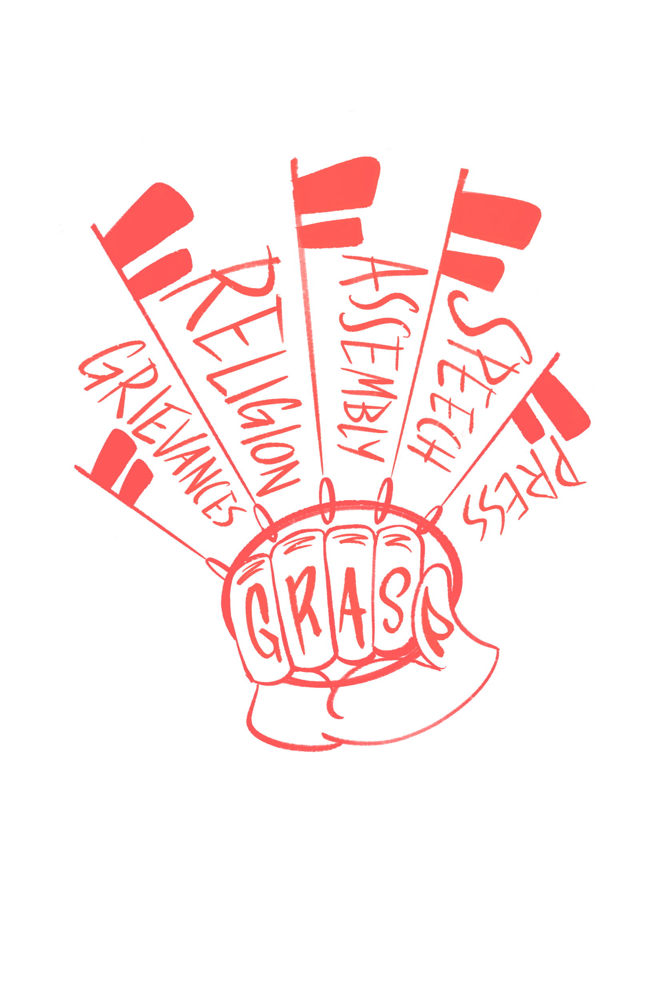 GRIEVANCES
RELIGION
ASSEMBLY
SPEECH
PRESS
GRASP